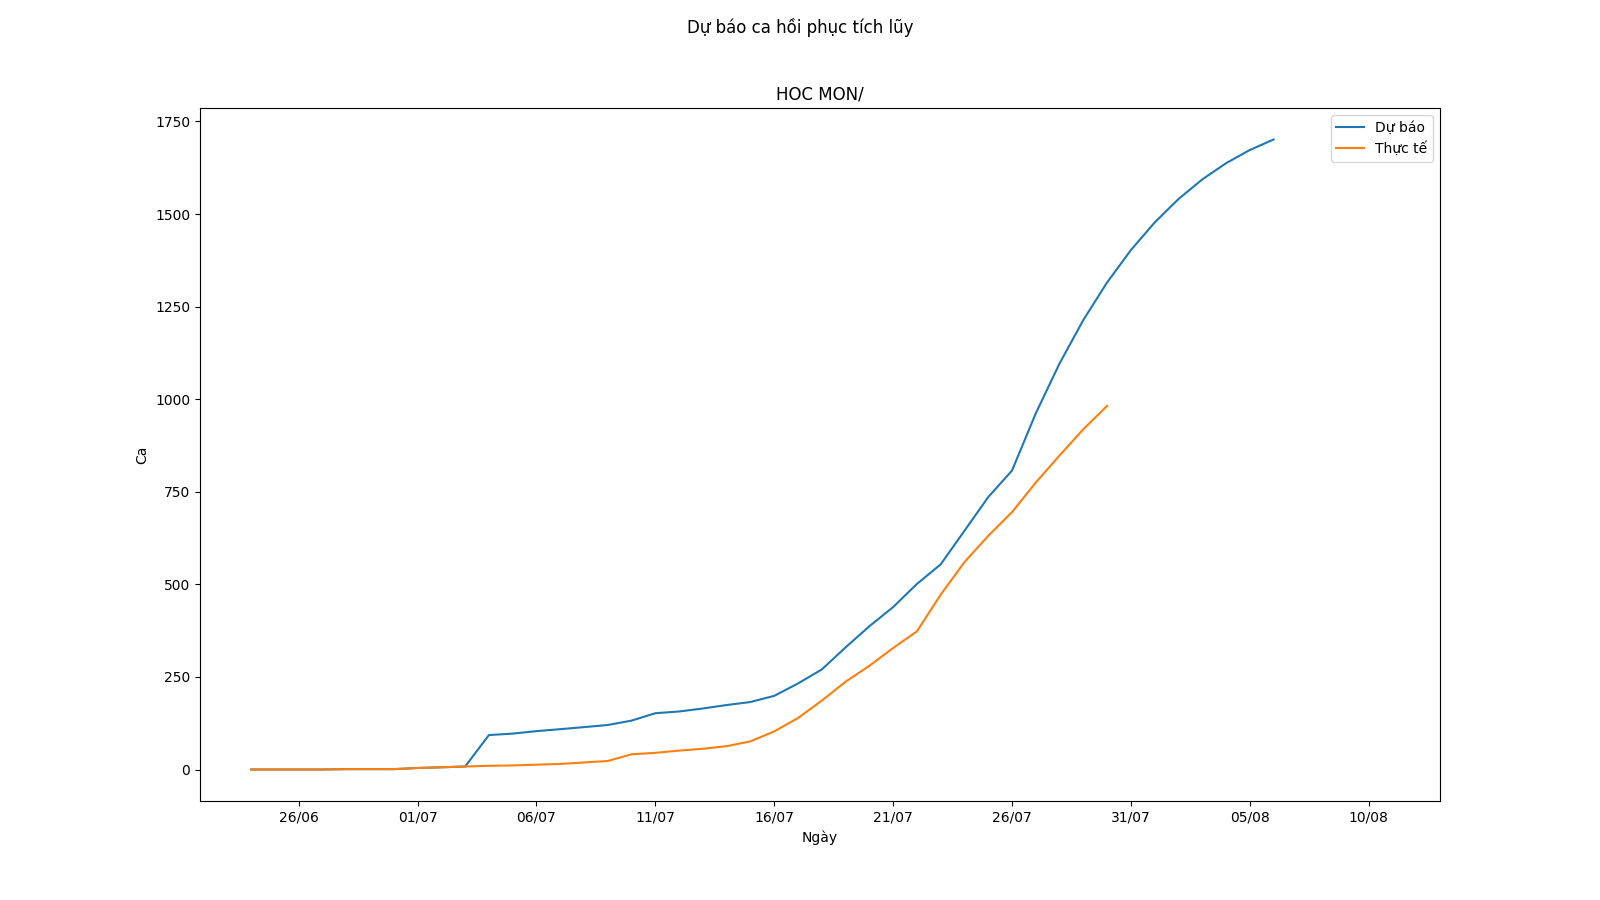 Dự báo ca hồi phục tích lũy
HOC MON/
Dự báo
Thực tế
1750
1500
1250
1000
750
500
250
0
Ca
26/06 01/07 06/07 11/07 16/07 21/07 26/07 31/07 05/08 10/08
Ngày